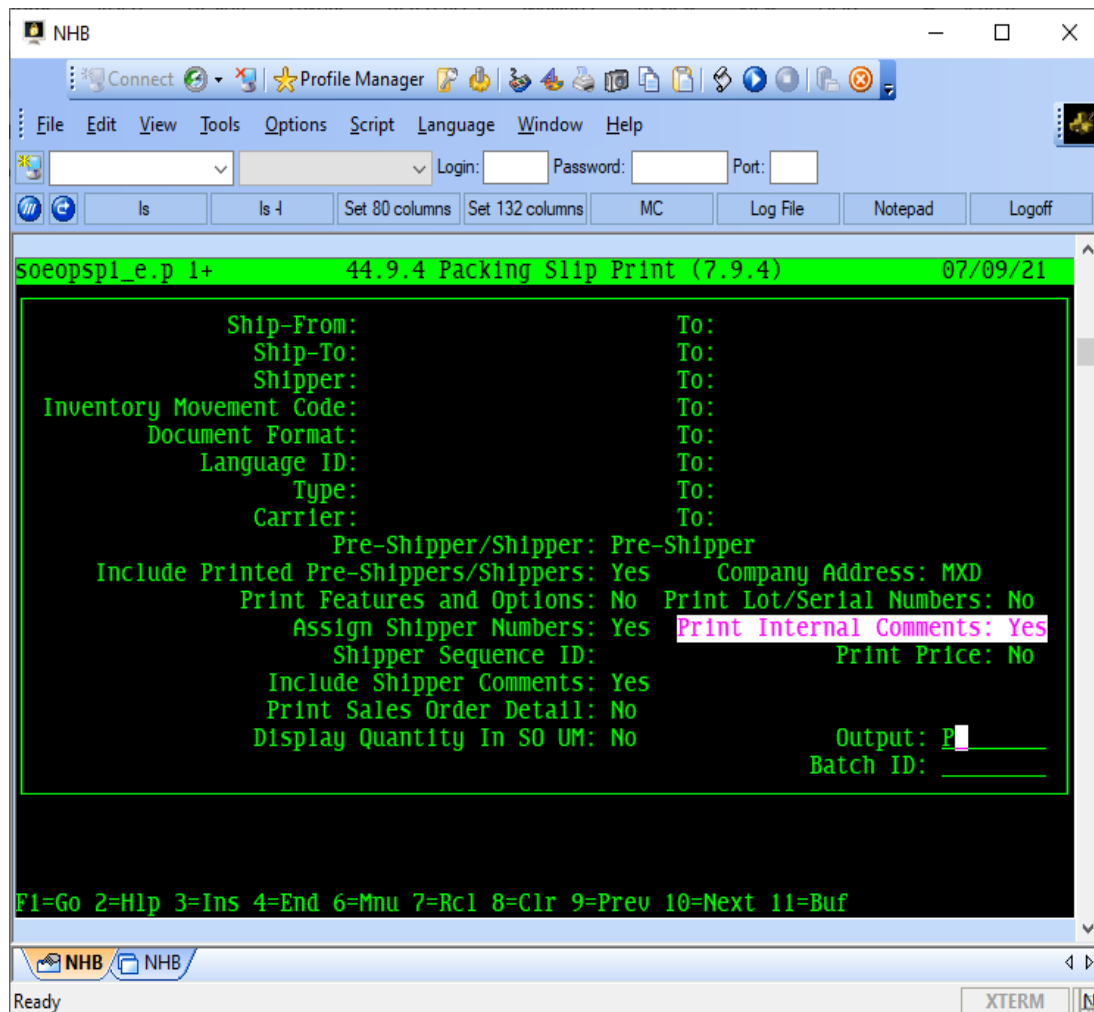 NHB
Connect Profile Manager
File Edit View Tools Options Script Language Window Help
Login: Password: Port:
ls ls -l Set 80 columns Set 132 columns MC Log File Notepad Logoff
soeopsp1_e.p 1+ 44.9.4 Packing Slip Print (7.9.4) 07/09/21
Ship-From: To:
Ship-To: To:
Shipper: To:
Inventory Movement Code: To:
Document Format: To:
Language ID: To:
Type: To:
Carrier: To:
Pre-Shipper/Shipper: Pre-Shipper
Include Printed Pre-Shippers/Shippers: Yes Company Address: MXD
Print Features and Options: No Print Lot/Serial Numbers: No
Assign Shipper Numbers: Yes Print Internal Comments: Yes
Shipper Sequence ID: Print Price: No
Include Shipper Comments: Yes
Print Sales Order Detail: No
Display Quantity In SO UM: No Output: P
Batch ID:
F1=Go 2=Hlp 3=Ins 4=End 6=Mnu 7=Rcl 8=Clr 9=Prev 10=Next 11=Buf
NHB NHB
Ready XTERM N